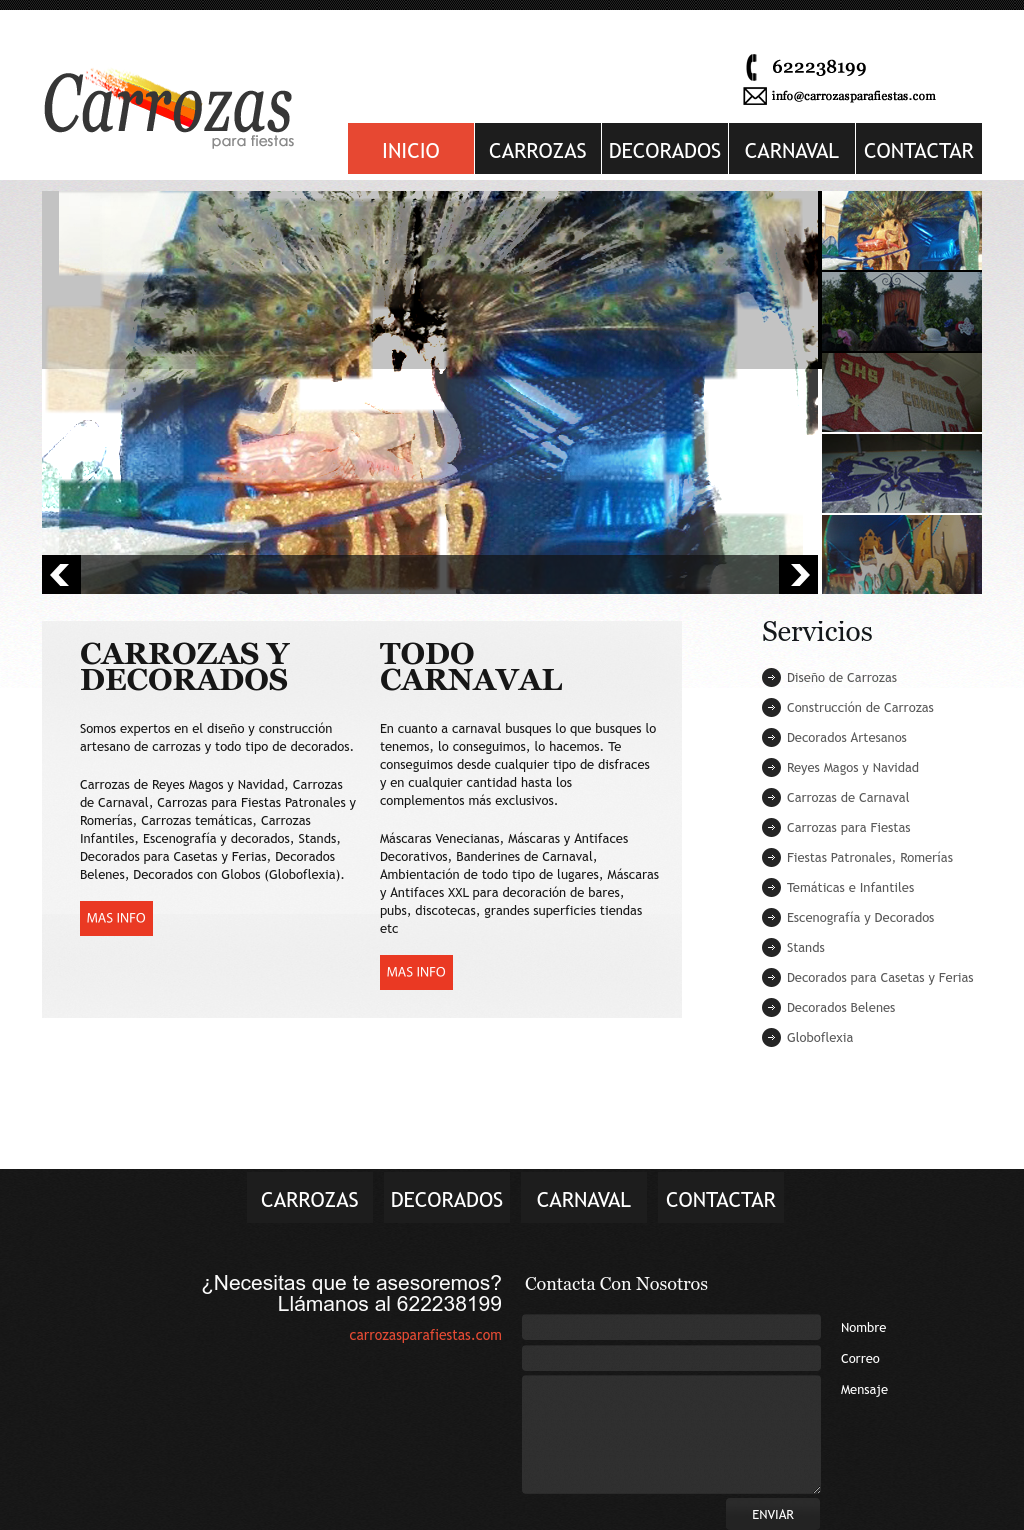 Carrozas
para fiestas
622238199
info@carrozasparafiestas.com
INICIO
CARROZAS
DECORADOS
CARNAVAL
CONTACTAR
JHS MI PRIMERA
COMUNION
CARROZAS Y
DECORADOS
Somos expertos en el diseño y construcción
artesano de carrozas y todo tipo de decorados.
Carrozas de Reyes Magos y Navidad, Carrozas
de Carnaval, Carrozas para Fiestas Patronales y
Romerías, Carrozas temáticas, Carrozas
Infantiles, Escenografía y decorados, Stands,
Decorados para Casetas y Ferias, Decorados
Belenes, Decorados con Globos (Globoflexia).
MAS INFO
TODO
CARNAVAL
En cuanto a carnaval busques lo que busques lo
tenemos, lo conseguimos, lo hacemos. Te
conseguimos desde cualquier tipo de disfraces
y en cualquier cantidad hasta los
complementos más exclusivos.
Máscaras Venecianas, Máscaras y Antifaces
Decorativos, Banderines de Carnaval,
Ambientación de todo tipo de lugares, Máscaras
y Antifaces XXL para decoración de bares,
pubs, discotecas, grandes superficies tiendas
etc
MAS INFO
Servicios
Diseño de Carrozas
Construcción de Carrozas
Decorados Artesanos
Reyes Magos y Navidad
Carrozas de Carnaval
Carrozas para Fiestas
Fiestas Patronales, Romerías
Temáticas e Infantiles
Escenografía y Decorados
Stands
Decorados para Casetas y Ferias
Decorados Belenes
Globoflexia
CARROZAS
DECORADOS
CARNAVAL
CONTACTAR
¿Necesitas que te asesoremos?
Llámanos al 622238199
carrozasparafiestas.com
Contacta Con Nosotros
Nombre
Correo
Mensaje
ENVIAR